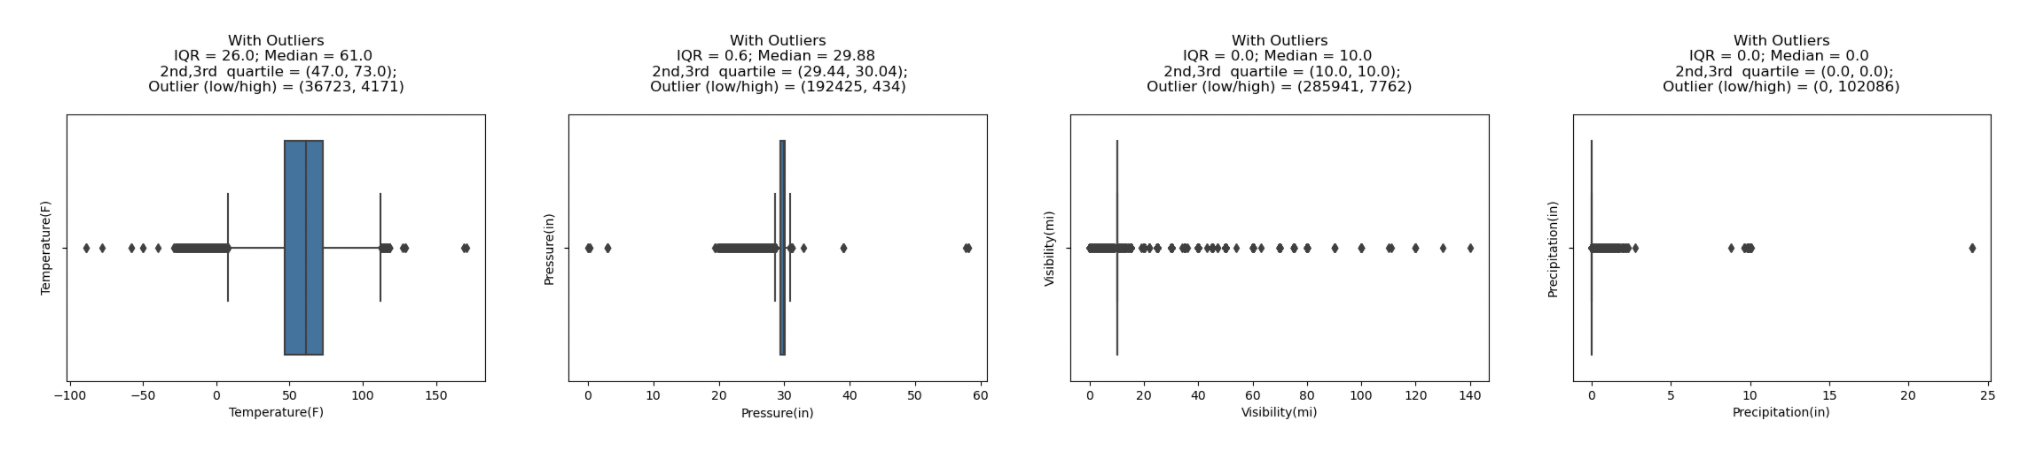 With Outliers
IQR = 26.0; Median = 61.0
2nd,3rd  quartile = (47.0, 73.0);
Outlier (low/high) = (36723, 4171)
Temperature(F)
−100 −50 0 50 100 150
Temperature(F)
With Outliers
IQR = 0.6; Median = 29.88
2nd,3rd  quartile = (29.44, 30.04);
Outlier (low/high) = (192425, 434)
Pressure(in)
0 10 20 30 40 50 60
Pressure(in)
With Outliers
IQR = 0.0; Median = 10.0
2nd,3rd  quartile = (10.0, 10.0);
Outlier (low/high) = (285941, 7762)
Visibility(mi)
0 20 40 60 80 100 120 140
Visibility(mi)
With Outliers
IQR = 0.0; Median = 0.0
2nd,3rd  quartile = (0.0, 0.0);
Outlier (low/high) = (0, 102086)
Precipitation(in)
0 5 10 15 20 25
Precipitation(in)